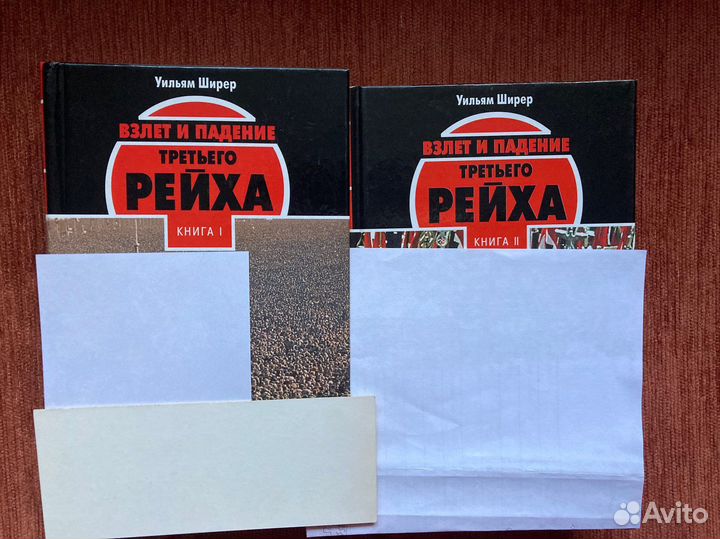 Уильям Ширер
ВЗЛЕТ И ПАДЕНИЕ
ТРЕТЬЕГО
РЕЙХА
КНИГА I
Уильям Ширер
ВЗЛЕТ И ПАДЕНИЕ
ТРЕТЬЕГО
РЕЙХА
КНИГА II
Avito